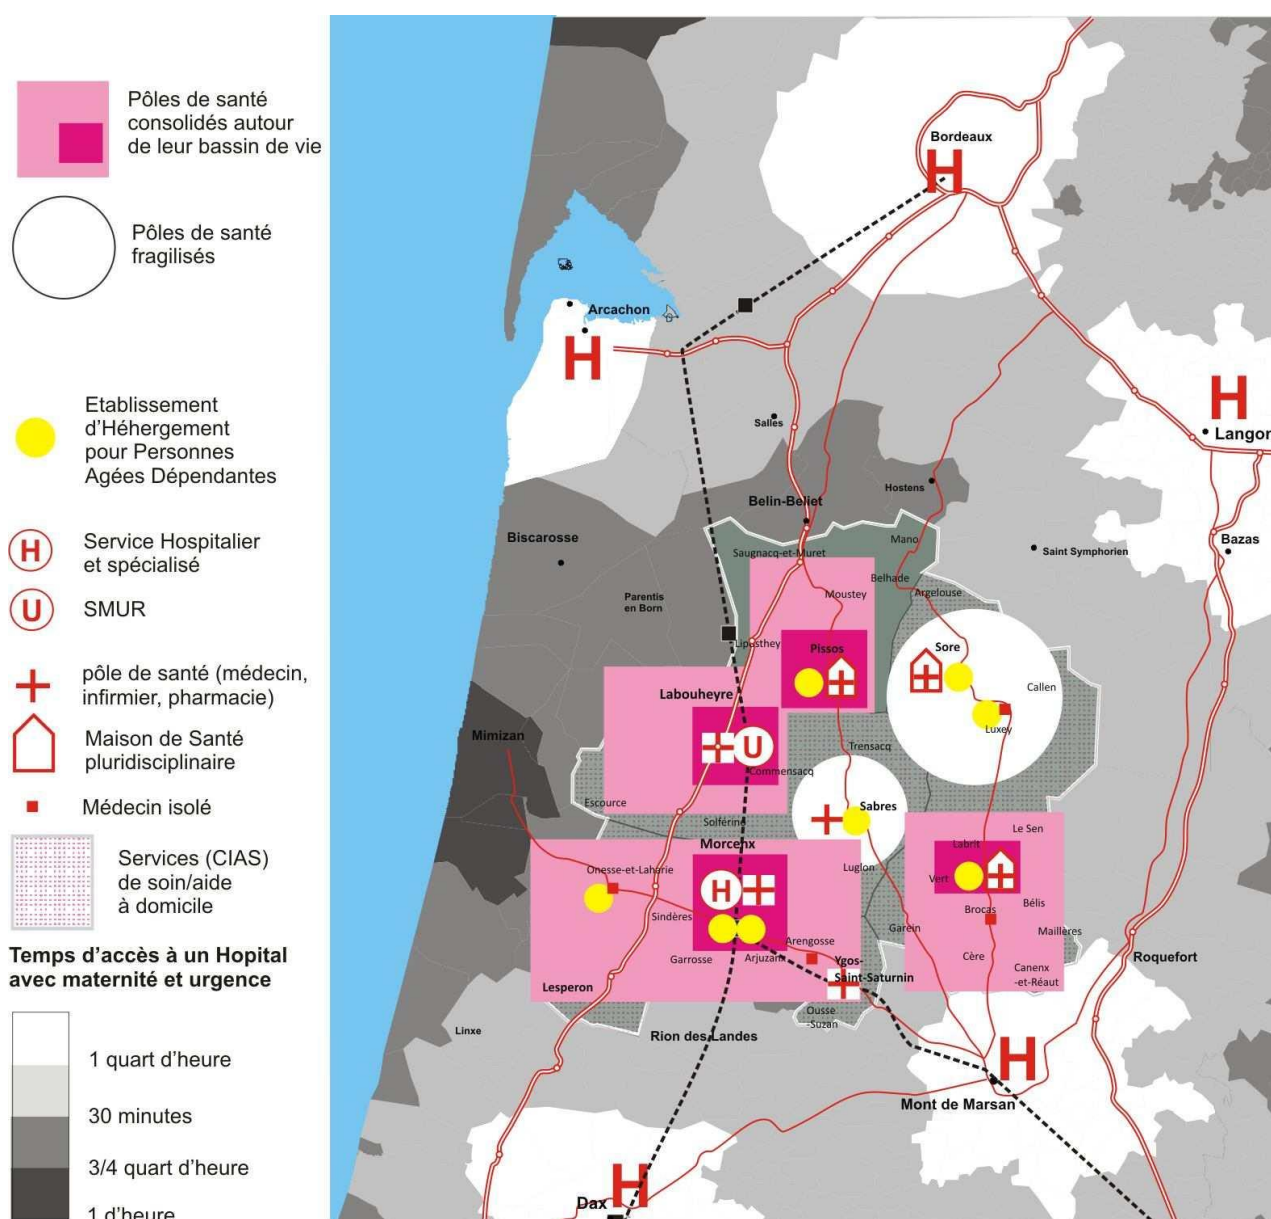 Pôles de santé
consolidés autour
de leur bassin de vie
Pôles de santé
fragilisés
Etablissement
d'Héhergement
pour Personnes
Agées Dépendantes
H
Service Hospitalier
et spécialisé
U
SMUR
pôle de santé (médecin,
infirmier, pharmacie)
Maison de Santé
pluridisciplinaire
Médecin isolé
Services (CIAS)
de soin/aide
à domicile
Temps d'accès à un Hopital
avec maternité et urgence
1 quart d'heure
30 minutes
3/4 quart d'heure
1 d'heure
Bordeaux
H
Arcachon
H
H
Langon
Salles
Hostens
Belin-Beliet
Biscarosse
Mano
Saint Symphorien
Bazas
Saugnacq-et-Muret
Belhade
Argelouse
Parentis
en Born
Moustey
Lipusthey
Pissos
Sore
Callen
Labouheyre
Luxey
Mimizan
U
Trensacq
Commensacq
Escource
Sabres
Solférino
Le Sen
Morcenx
Labrit
Onesse-et-Laharie
Luglon
Vert
H
Bélis
Brocas
Sindères
Garein
Maillères
Arengosse
Garrosse
Arjuzanx
Cère
Ygos-
Saint-Saturnin
Canenx
-et-Réaut
Roquefort
Lesperon
Ousse
-Suzan
Linxe
Rion des Landes
H
Mont de Marsan
H
Dax